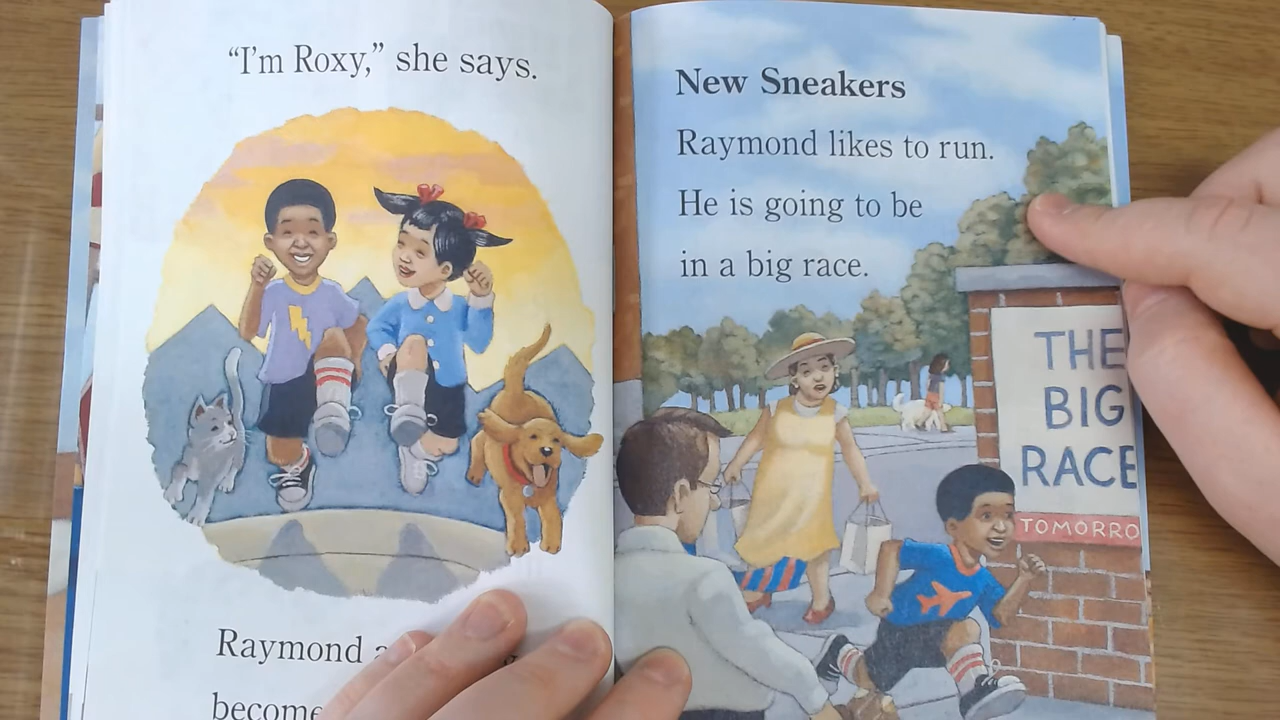 "I'm Roxy," she says.
Raymond
become
New Sneakers
Raymond likes to run.
He is going to be
in a big race.
THE
BIG
RACE
TOMORRO